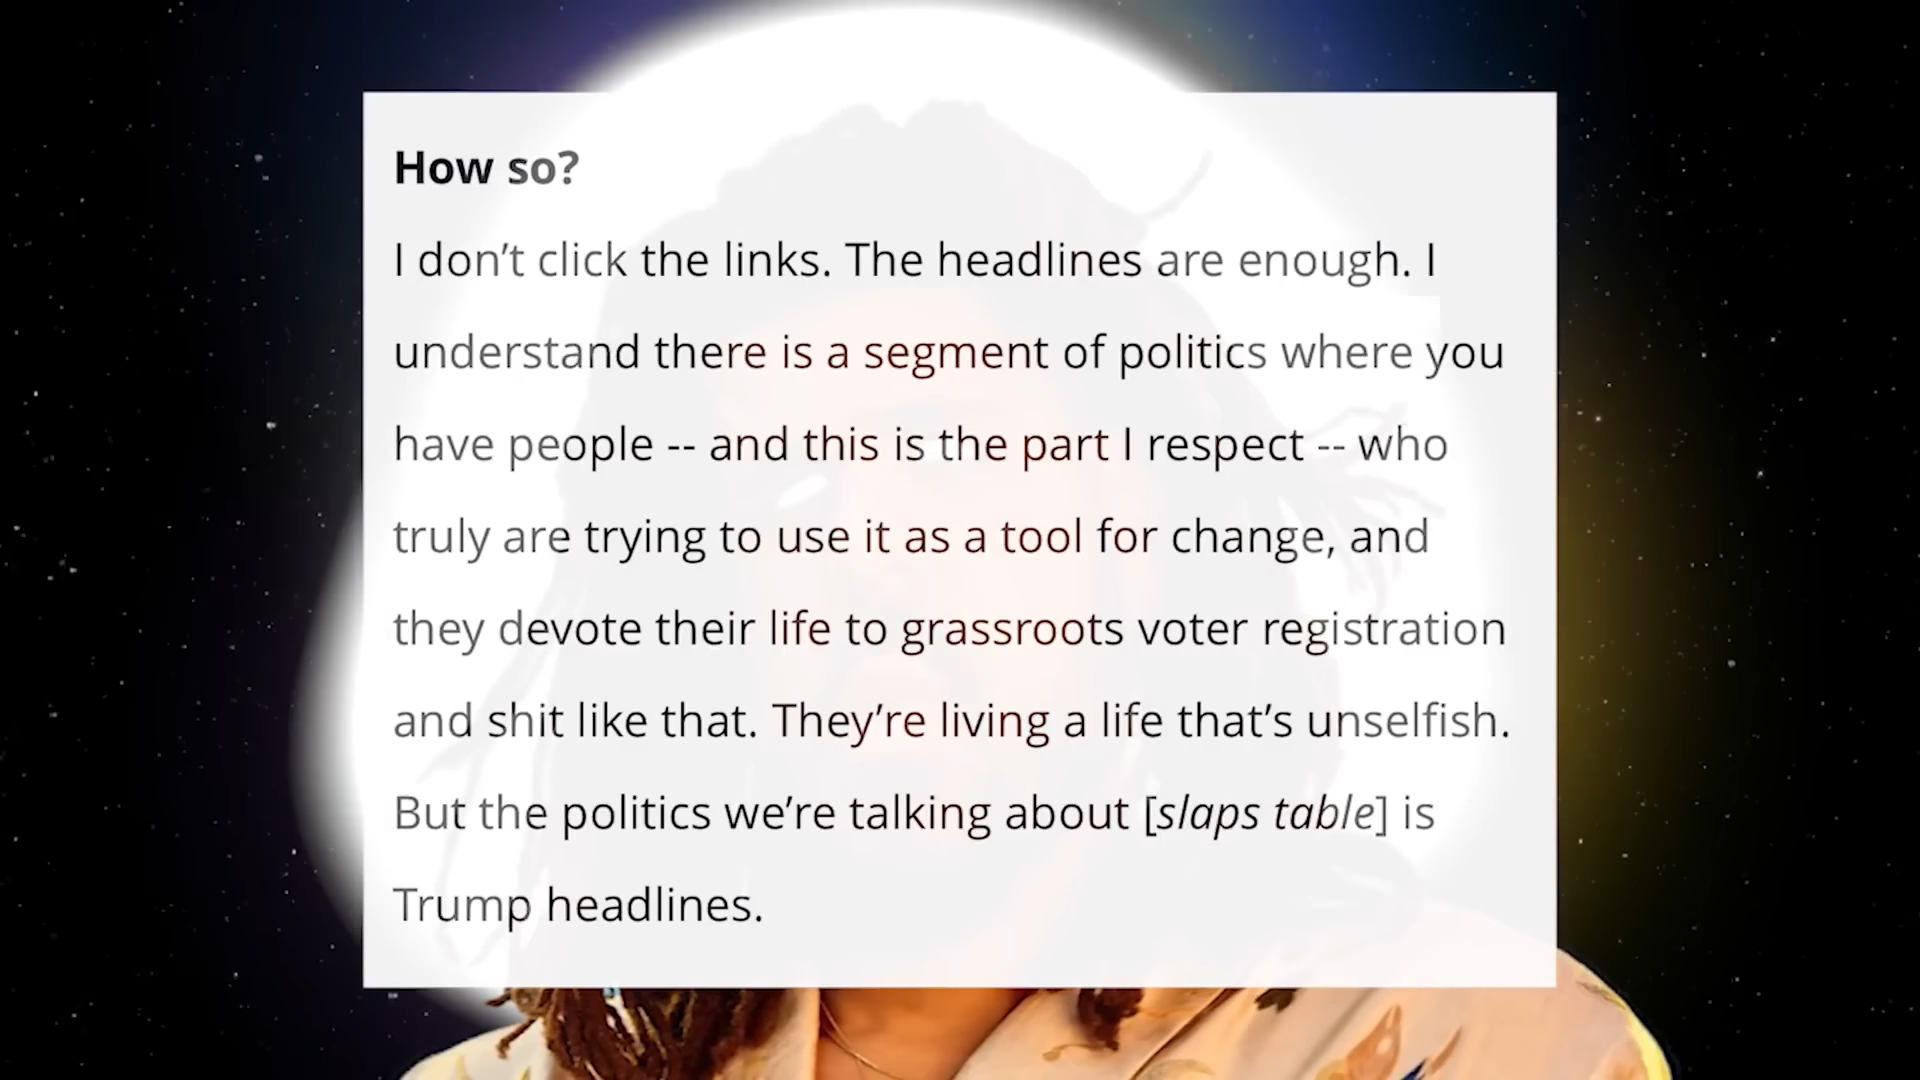 How so?
I don’t click the links. The headlines are enough. I
understand there is a segment of politics where you
have people -- and this is the part I respect -- who
truly are trying to use it as a tool for change, and
they devote their life to grassroots voter registration
and shit like that. They’re living a life that’s unselfish.
But the politics we’re talking about [slaps table] is
Trump headlines.